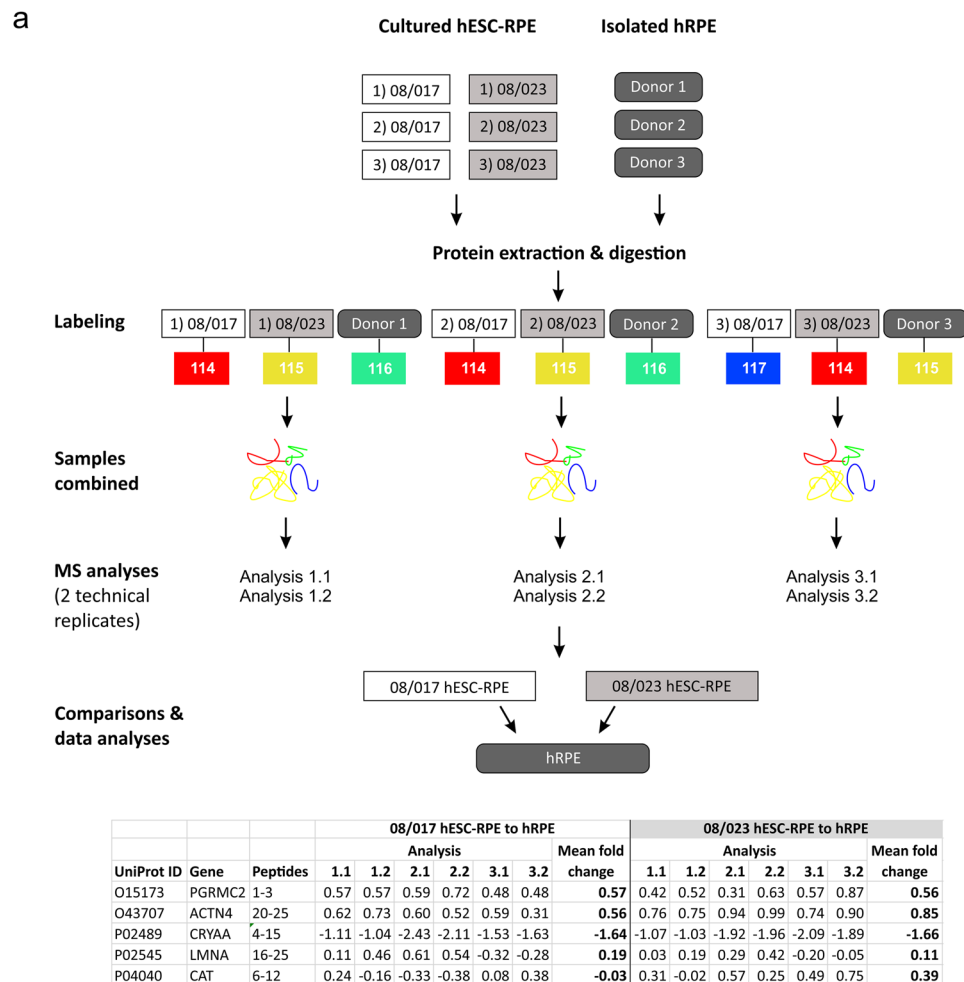 a
Cultured hESC-RPE Isolated hRPE
1) 08/017 1) 08/023 Donor 1
2) 08/017 2) 08/023 Donor 2
3) 08/017 3) 08/023 Donor 3
Protein extraction & digestion
Labeling 1) 08/017 1) 08/023 Donor 1 2) 08/017 2) 08/023 Donor 2 3) 08/017 3) 08/023 Donor 3
114 115 116 114 115 116 117 114 115
Samples
combined
MS analyses
(2 technical
replicates)
Analysis 1.1 Analysis 2.1 Analysis 3.1
Analysis 1.2 Analysis 2.2 Analysis 3.2
08/017 hESC-RPE 08/023 hESC-RPE
Comparisons &
data analyses
hRPE
08/017 hESC-RPE to hRPE 08/023 hESC-RPE to hRPE
Analysis Mean fold Analysis Mean fold
UniProt ID Gene Peptides 1.1 1.2 2.1 2.2 3.1 3.2 change 1.1 1.2 2.1 2.2 3.1 3.2 change
O15173 PGRMC2 1-3 0.57 0.57 0.59 0.72 0.48 0.48 0.57 0.42 0.52 0.31 0.63 0.57 0.87 0.56
O43707 ACTN4 20-25 0.62 0.73 0.60 0.52 0.59 0.31 0.56 0.76 0.75 0.94 0.99 0.74 0.90 0.85
P02489 CRYAA 4-15 -1.11 -1.04 -2.43 -2.11 -1.53 -1.63 -1.64 -1.07 -1.03 -1.92 -1.96 -2.09 -1.89 -1.66
P02545 LMNA 16-25 0.11 0.46 0.61 0.54 -0.32 -0.28 0.19 0.03 0.19 0.29 0.42 -0.20 -0.05 0.11
P04040 CAT 6-12 0.24 -0.16 -0.33 -0.38 0.08 0.38 -0.03 0.31 -0.02 0.57 0.25 0.49 0.75 0.39